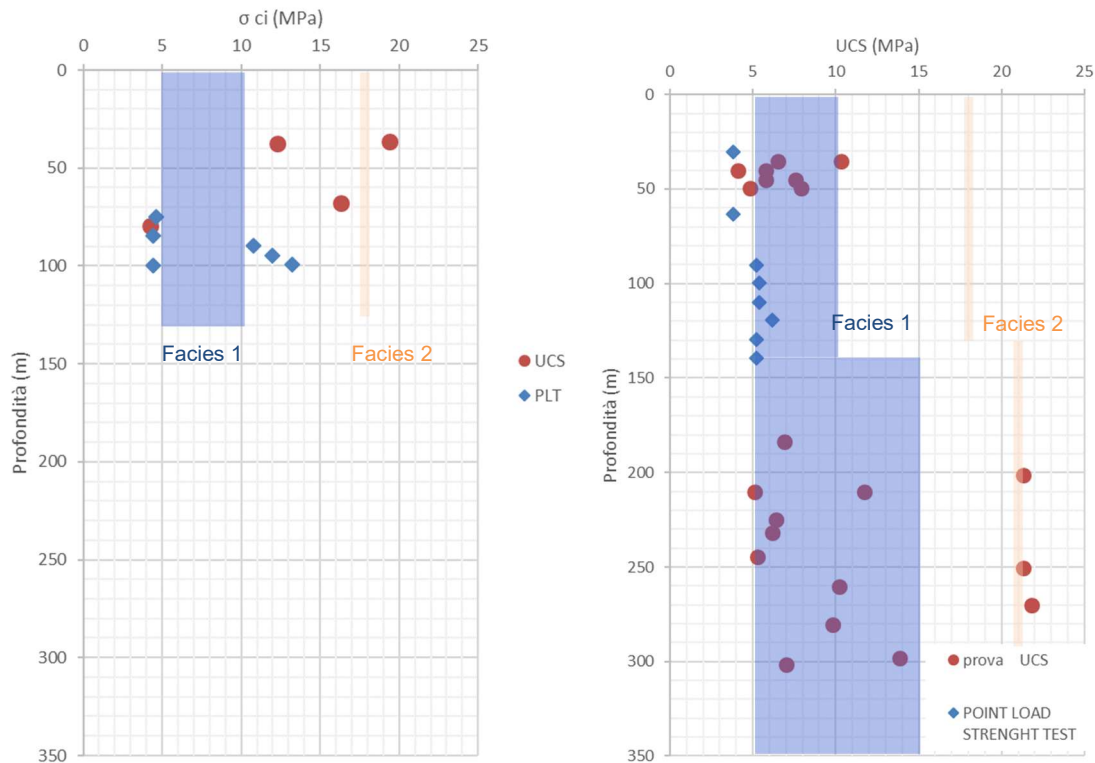 σ ci (MPa)
0 5 10 15 20 25
0
50
100
150
200
250
300
350
Profondità (m)
Facies 1
Facies 2
UCS
PLT
UCS (MPa)
0 5 10 15 20 25
0
50
100
150
200
250
300
350
Profondità (m)
Facies 1
Facies 2
prova UCS
POINT LOAD
STRENGHT TEST